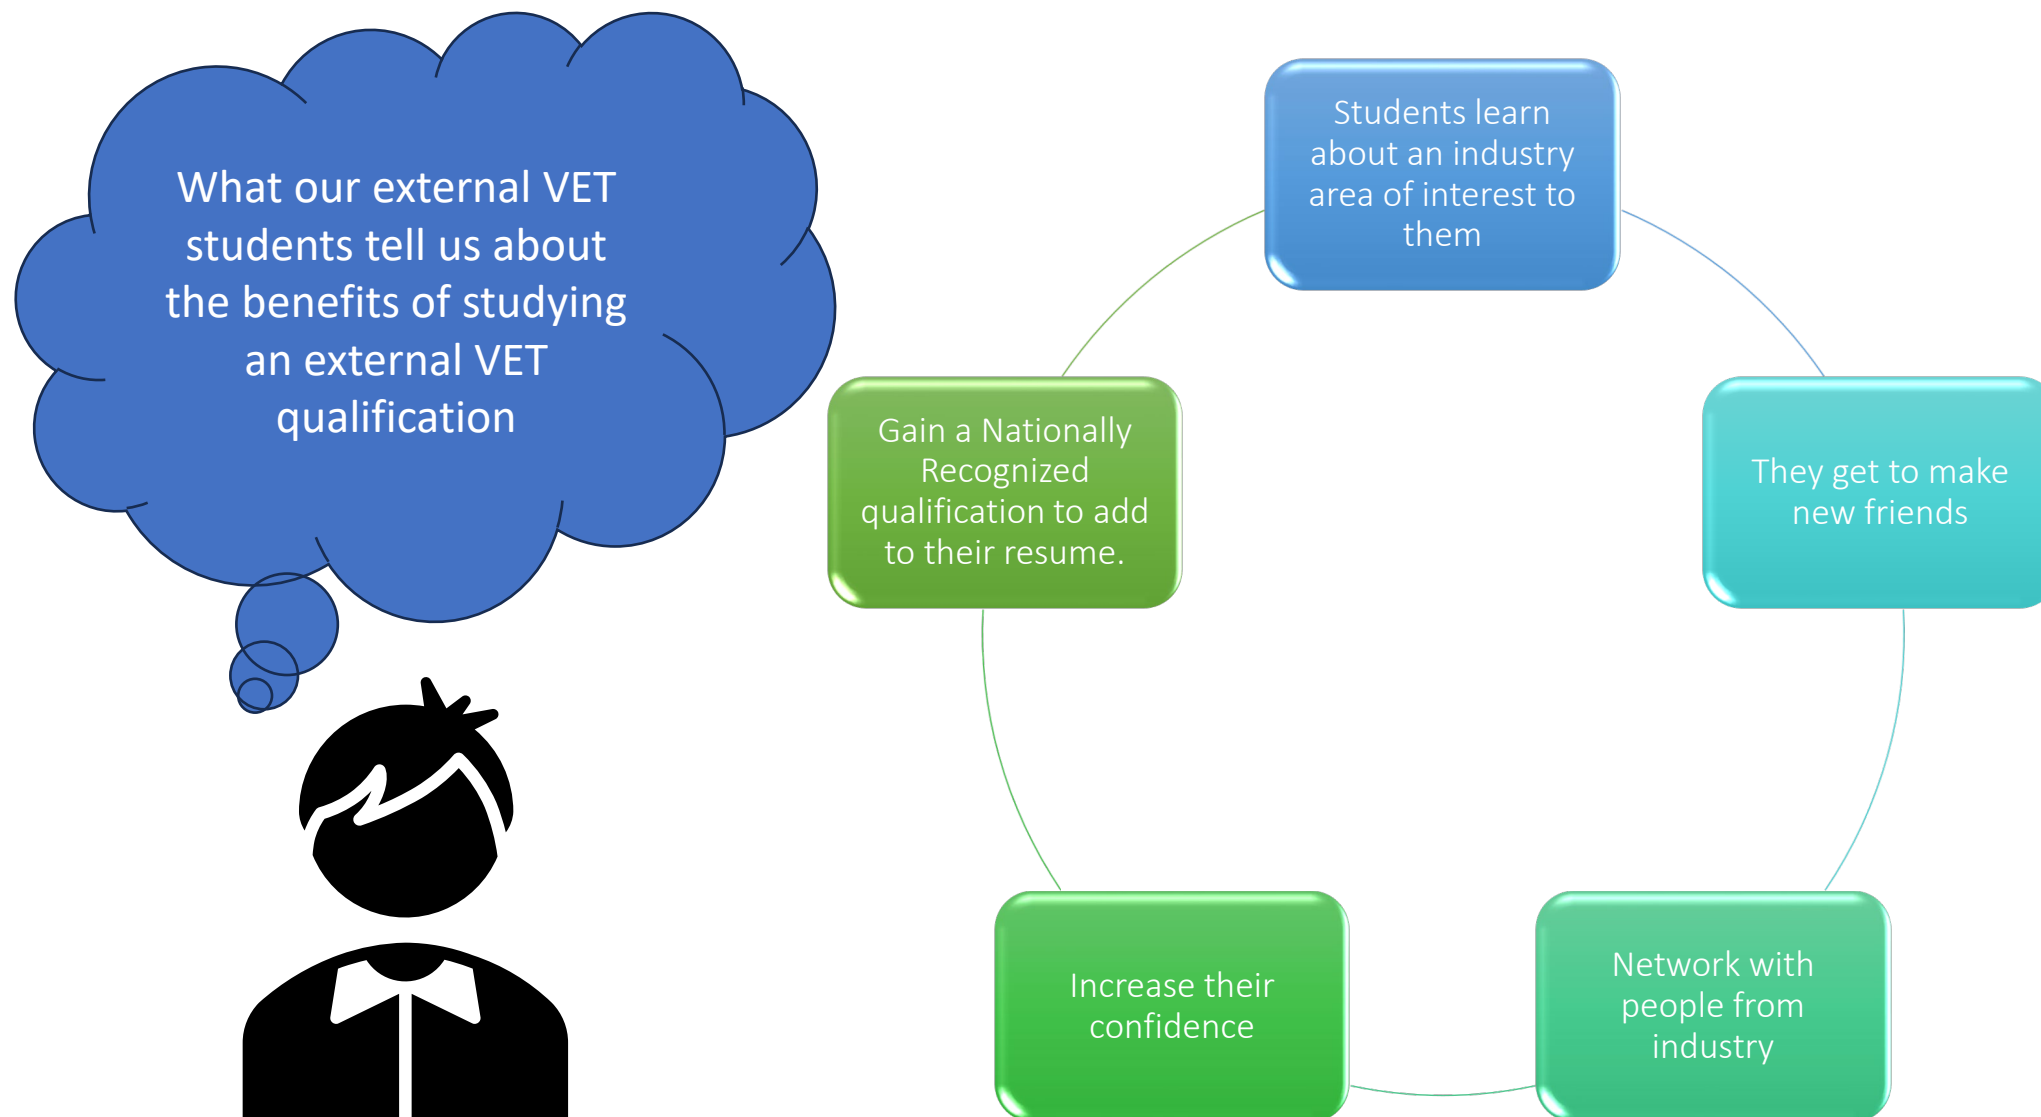 What our external VET
students tell us about
the benefits of studying
an external VET
qualification
Students learn
about an industry
area of interest to
them
They get to make
new friends
Network with
people from
industry
Increase their
confidence
Gain a Nationally
Recognized
qualification to add
to their resume.